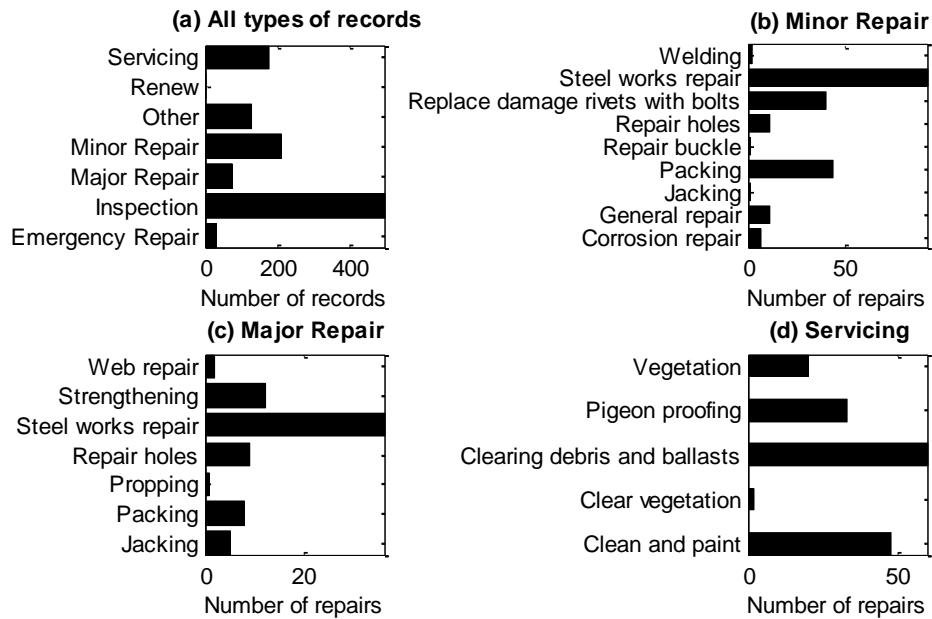 (a) All types of records
Servicing
Renew
Other
Minor Repair
Major Repair
Inspection
Emergency Repair
0 200 400
Number of records
(b) Minor Repair
Welding
Steel works repair
Replace damage rivets with bolts
Repair holes
Repair buckle
Packing
Jacking
General repair
Corrosion repair
0 50
Number of repairs
(c) Major Repair
Web repair
Strengthening
Steel works repair
Repair holes
Propping
Packing
Jacking
0 20
Number of repairs
(d) Servicing
Vegetation
Pigeon proofing
Clearing debris and ballasts
Clear vegetation
Clean and paint
0 50
Number of repairs